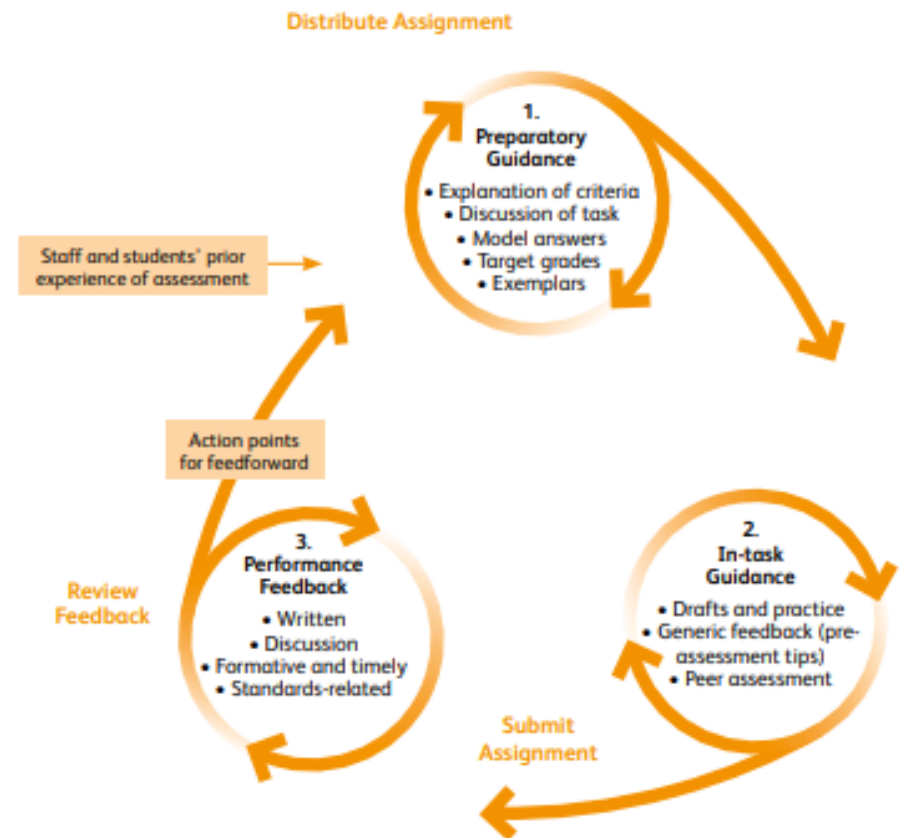 Distribute Assignment
1.
Preparatory
Guidance
• Explanation of criteria
• Discussion of task
• Model answers
• Target grades
• Exemplars
Staff and students' prior
experience of assessment
Action points
for feedforward
2.
In-task
Guidance
• Drafts and practice
• Generic feedback (pre-
assessment tips)
• Peer assessment
3.
Performance
Feedback
• Written
• Discussion
• Formative and timely
• Standards-related
Review
Feedback
Submit
Assignment